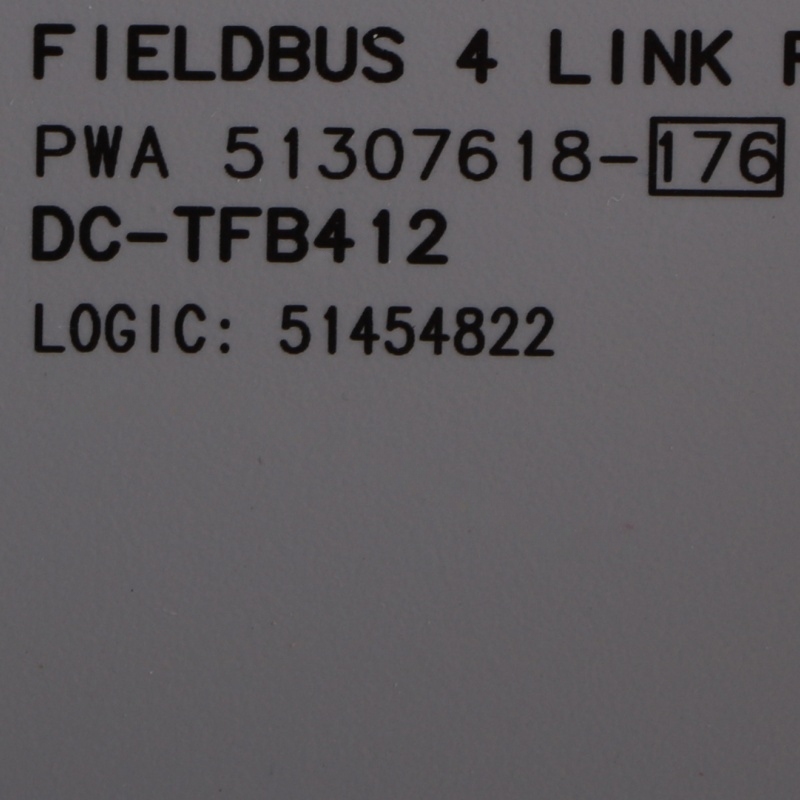 FIELDBUS 4 LINK
PWA 51307618-176
DC-TFB412
LOGIC: 51454822